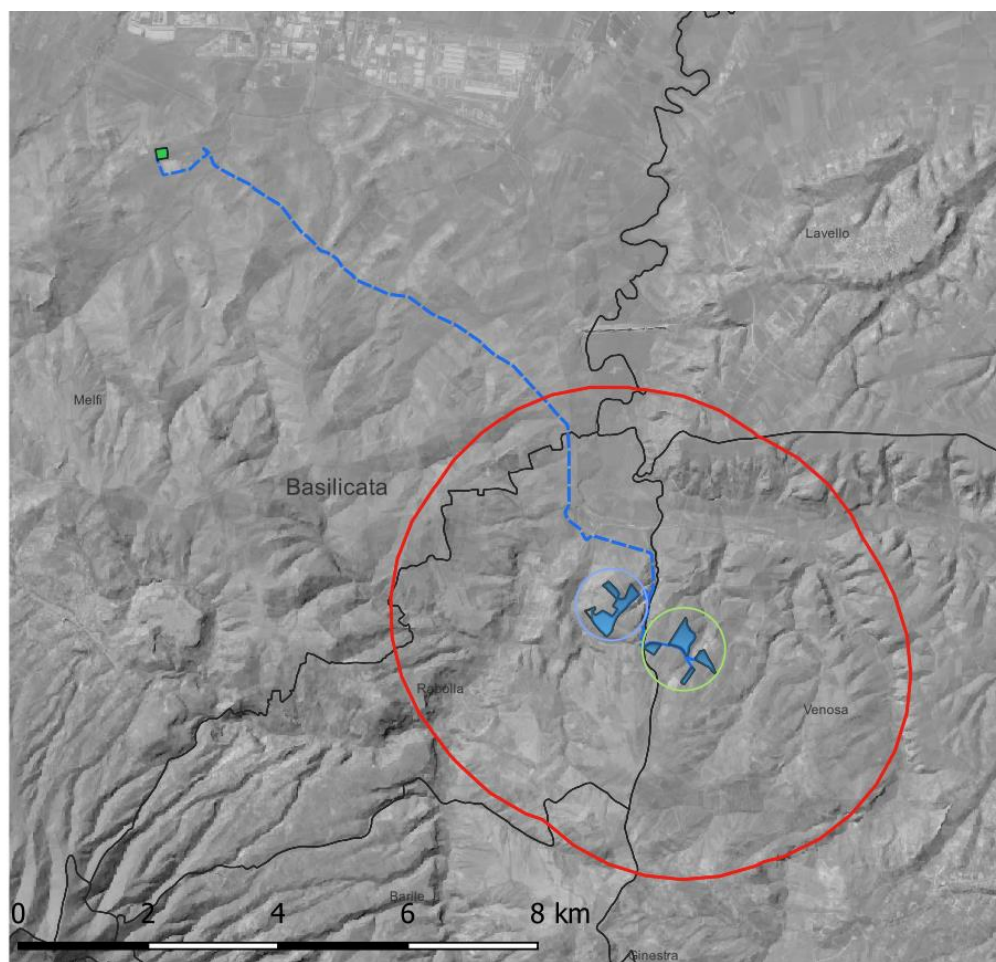 Lavello
Melfi
Basilicata
Rapolla
Venosa
Barile
0 2 4 6 8 km
Ginestra